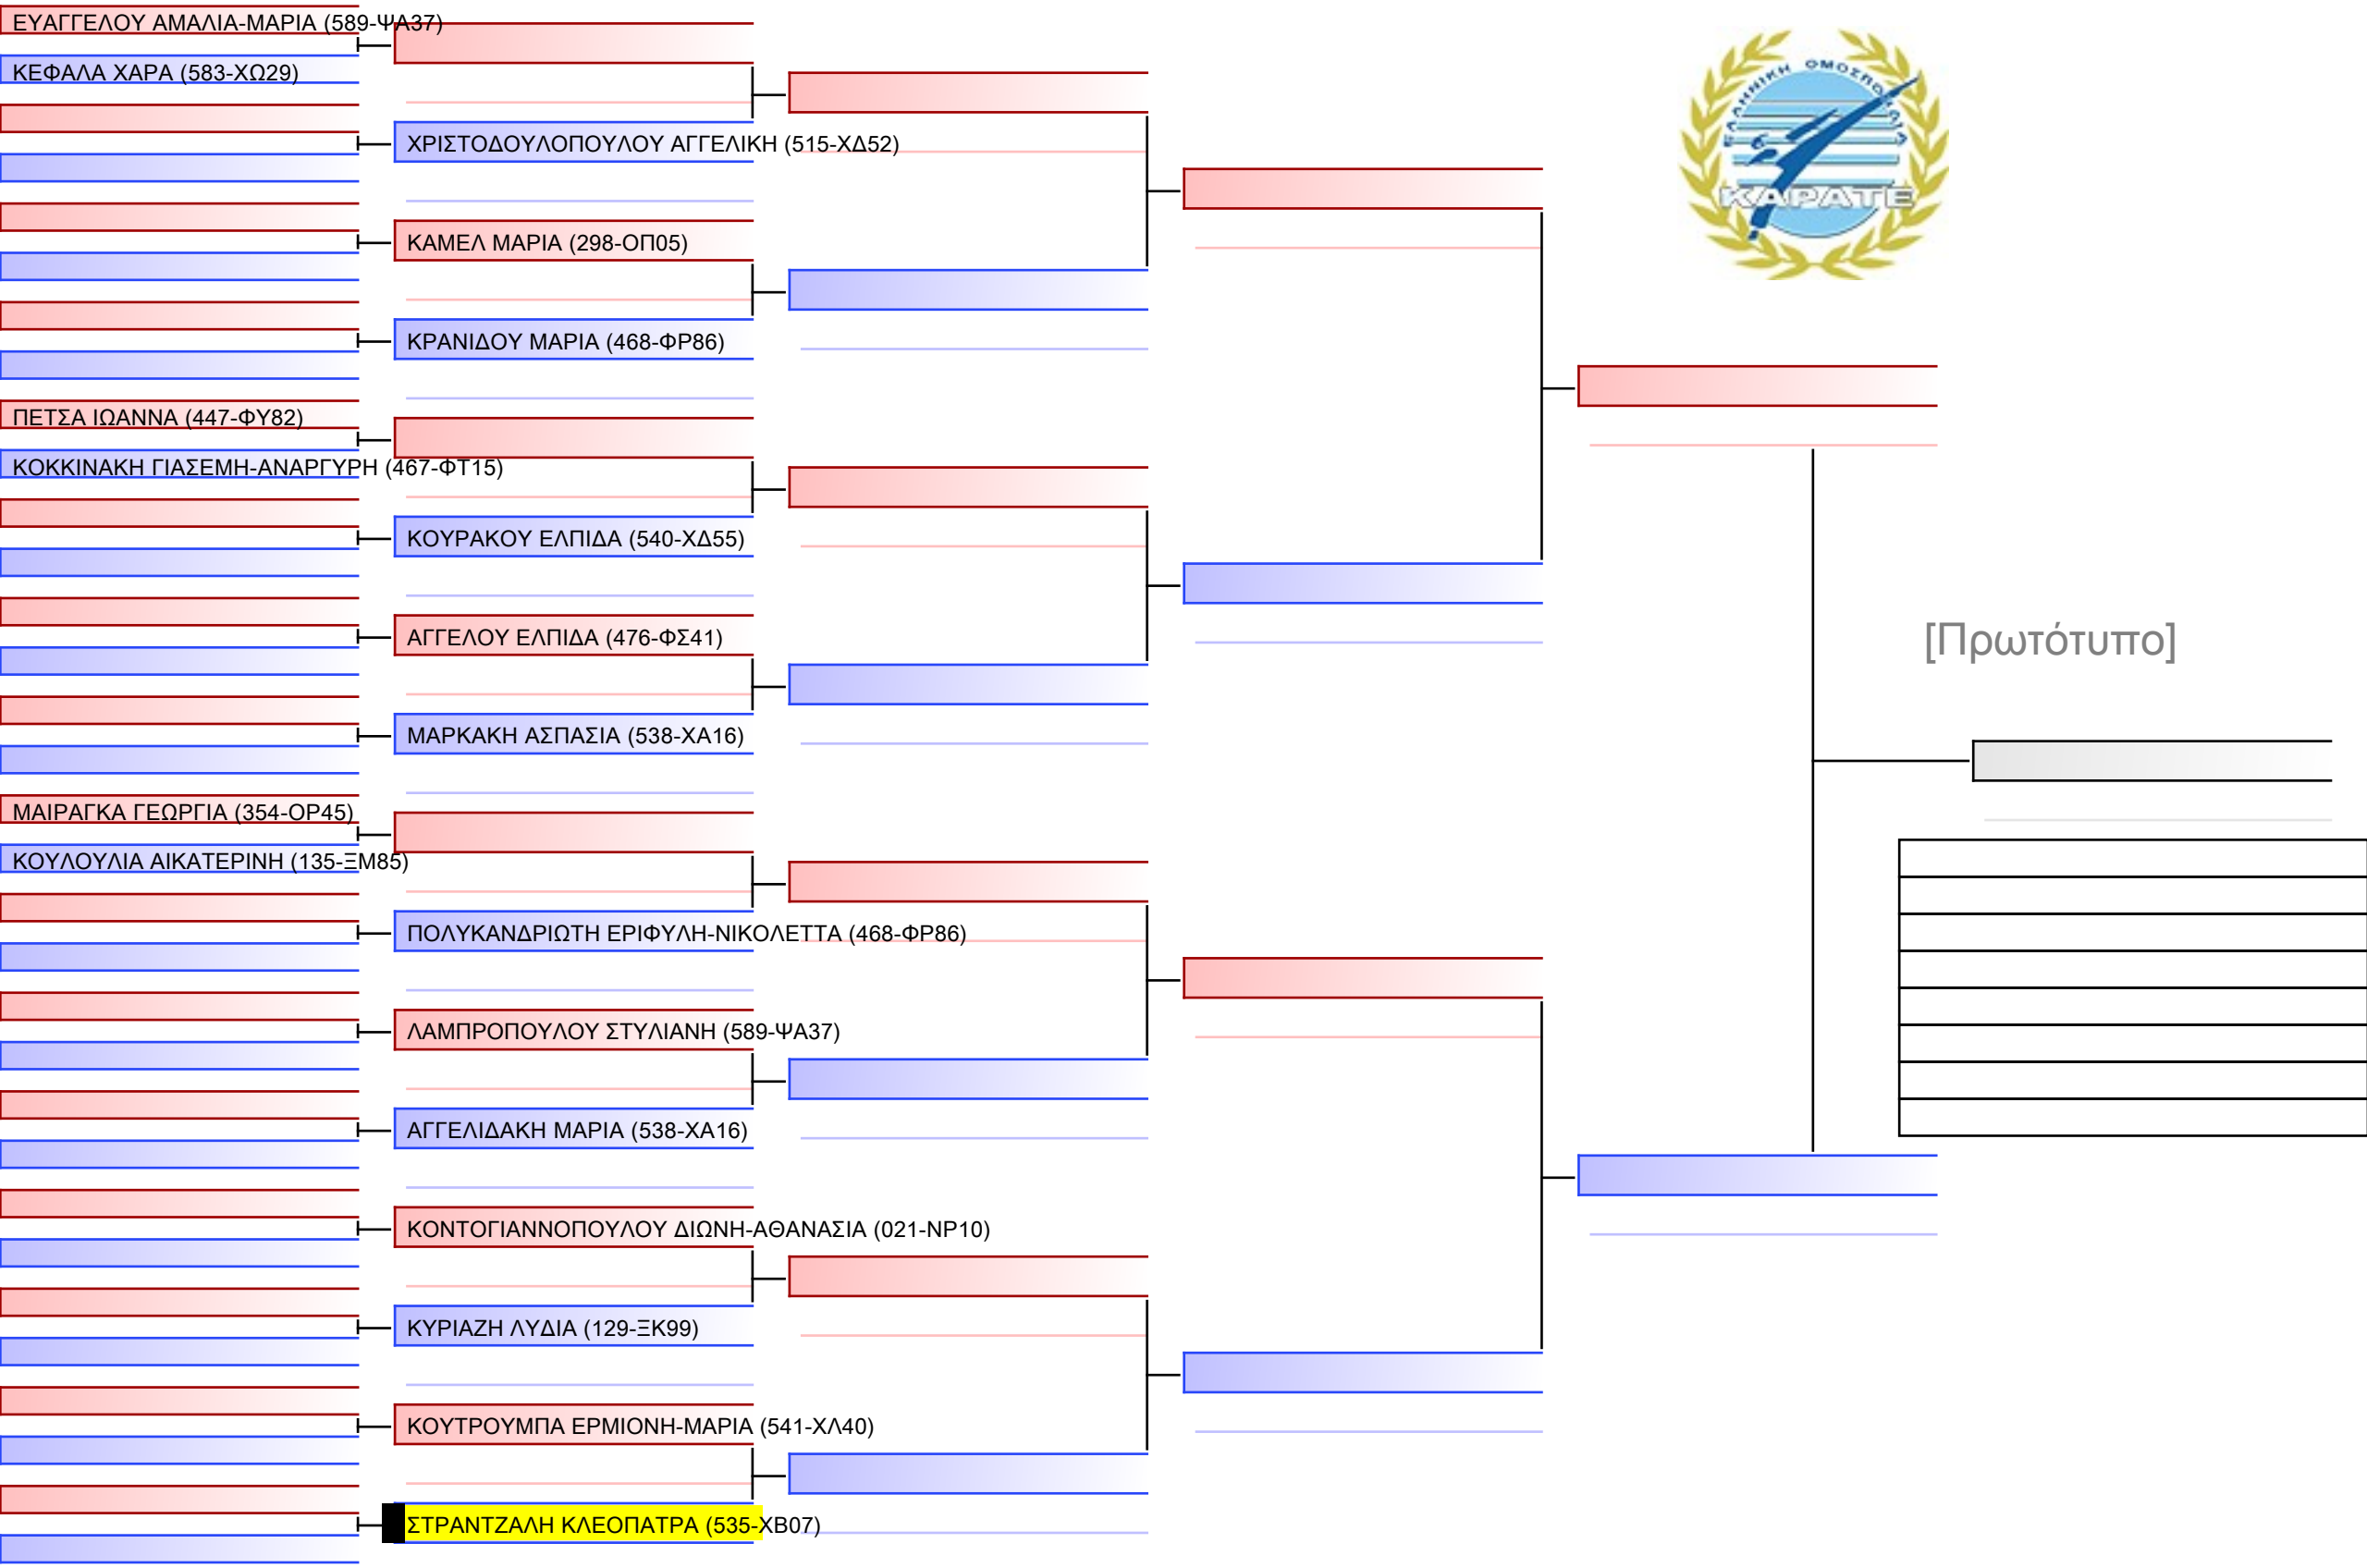 ΕΥΑΓΓΕΛΟΥ ΑΜΑΛΙΑ-ΜΑΡΙΑ (589-ΨΑ37)
ΚΕΦΑΛΑ ΧΑΡΑ (583-ΧΩ29)
ΧΡΙΣΤΟΔΟΥΛΟΠΟΥΛΟΥ ΑΓΓΕΛΙΚΗ (515-ΧΔ52)
ΚΑΜΕΛ ΜΑΡΙΑ (298-ΟΠ05)
ΚΡΑΝΙΔΟΥ ΜΑΡΙΑ (468-ΦΡ86)
ΠΕΤΣΑ ΙΩΑΝΝΑ (447-ΦΥ82)
ΚΟΚΚΙΝΑΚΗ ΓΙΑΣΕΜΗ-ΑΝΑΡΓΥΡΗ (467-ΦΤ15)
ΚΟΥΡΑΚΟΥ ΕΛΠΙΔΑ (540-ΧΔ55)
ΑΓΓΕΛΟΥ ΕΛΠΙΔΑ (476-ΦΣ41)
ΜΑΡΚΑΚΗ ΑΣΠΑΣΙΑ (538-ΧΑ16)
ΜΑΙΡΑΓΚΑ ΓΕΩΡΓΙΑ (354-ΟΡ45)
ΚΟΥΛΟΥΛΙΑ ΑΙΚΑΤΕΡΙΝΗ (135-ΞΜ85)
ΠΟΛΥΚΑΝΔΡΙΩΤΗ ΕΡΙΦΥΛΗ-ΝΙΚΟΛΕΤΤΑ (468-ΦΡ86)
ΛΑΜΠΡΟΠΟΥΛΟΥ ΣΤΥΛΙΑΝΗ (589-ΨΑ37)
ΑΓΓΕΛΙΔΑΚΗ ΜΑΡΙΑ (538-ΧΑ16)
ΚΟΝΤΟΓΙΑΝΝΟΠΟΥΛΟΥ ΔΙΩΝΗ-ΑΘΑΝΑΣΙΑ (021-ΝΡ10)
ΚΥΡΙΑΖΗ ΛΥΔΙΑ (129-ΞΚ99)
ΚΟΥΤΡΟΥΜΠΑ ΕΡΜΙΟΝΗ-ΜΑΡΙΑ (541-ΧΛ40)
ΣΤΡΑΝΤΖΑΛΗ ΚΛΕΟΠΑΤΡΑ (535-ΧΒ07)
ΕΛΛΗΝΙΚΗ ΟΜΟΣΠΟΝΔΙΑ
ΚΑΡΑΤΕ
[Πρωτότυπο]